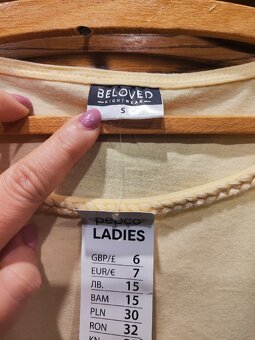 BELOVED
NIGHTWEAR
S
pepco
LADIES
GBP/£ 6
EUR/€ 7
ЛВ. 15
BAM 15
PLN 30
RON 32